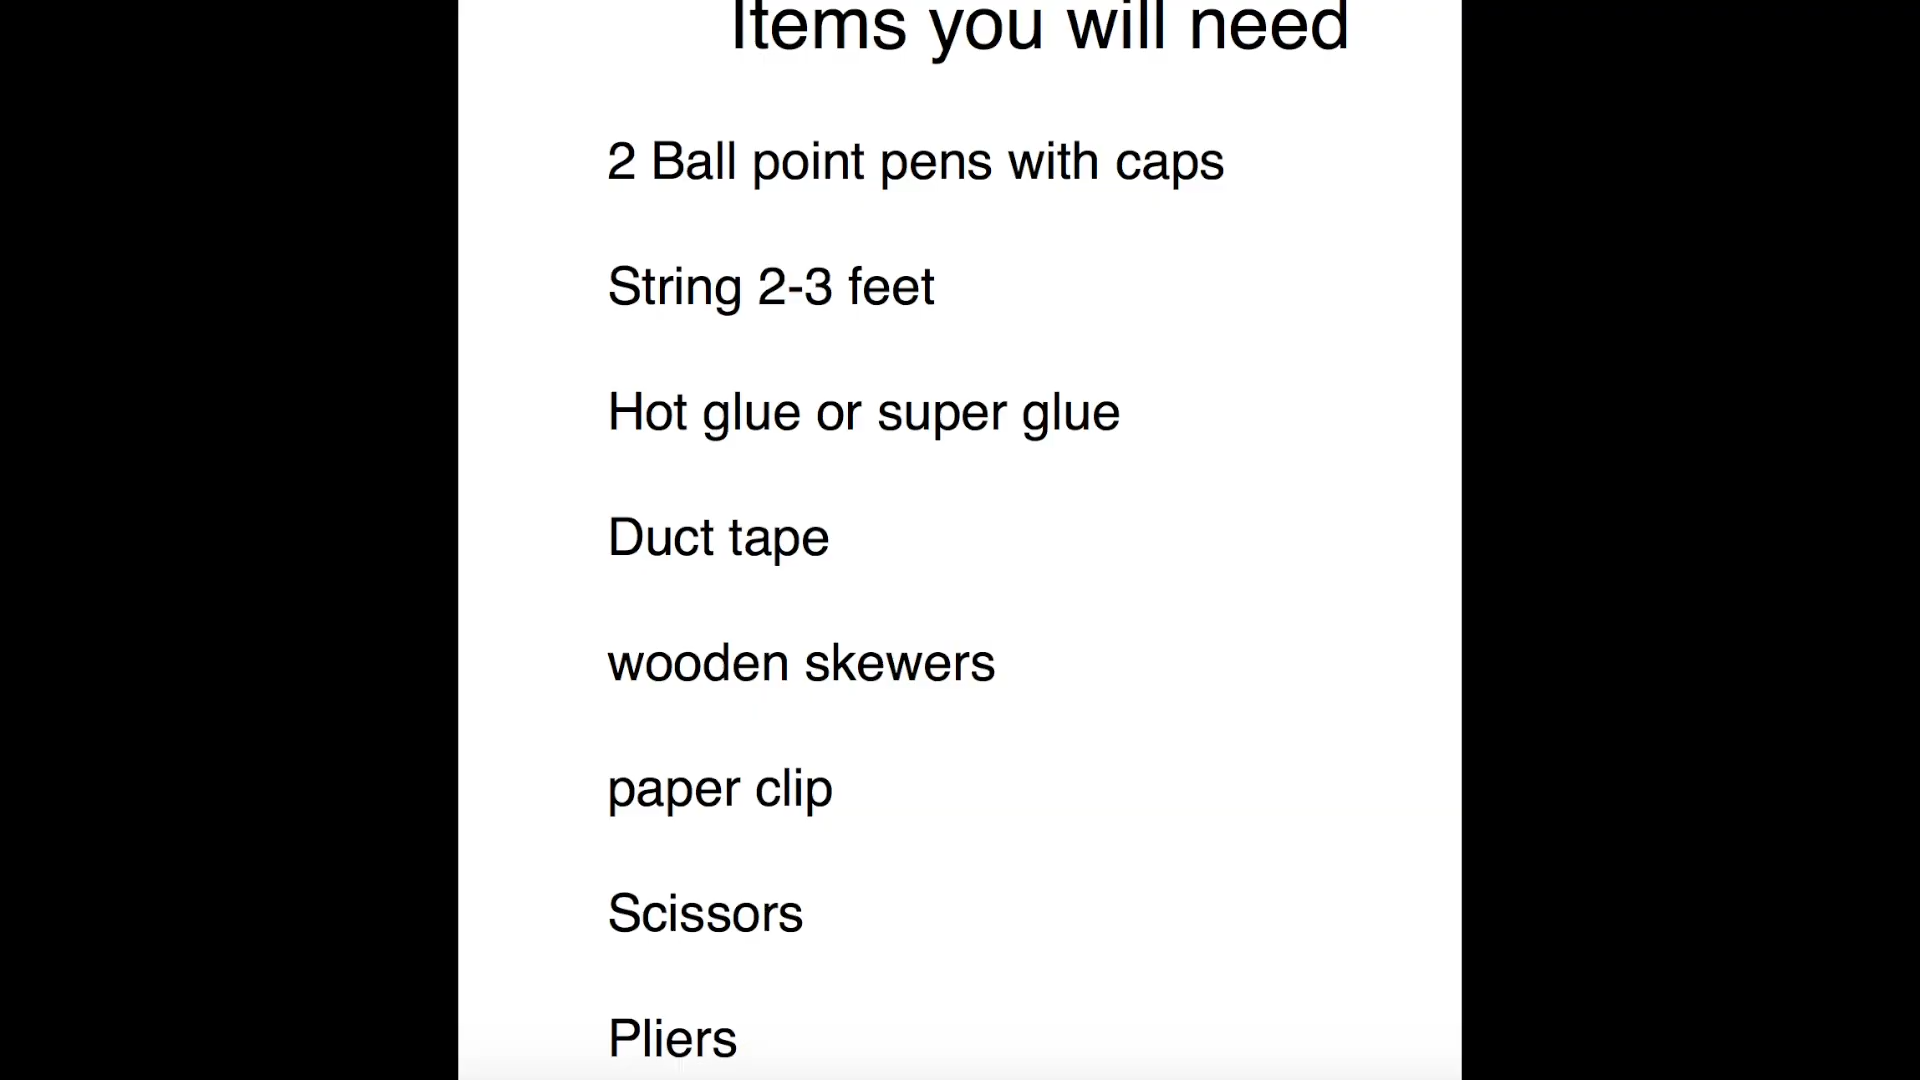 Items you will need
2 Ball point pens with caps
String 2-3 feet
Hot glue or super glue
Duct tape
wooden skewers
paper clip
Scissors
Pliers